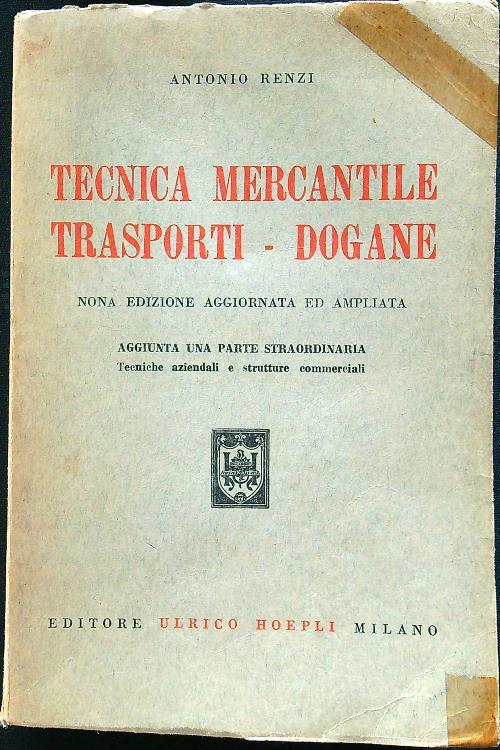 ANTONIO RENZI
TECNICA MERCANTILE
TRASPORTI - DOGANE
NONA EDIZIONE AGGIORNATA ED AMPLIATA
AGGIUNTA UNA PARTE STRAORDINARIA
Tecniche aziendali e strutture commerciali
EDITORE ULRICO HOEPLI MILANO